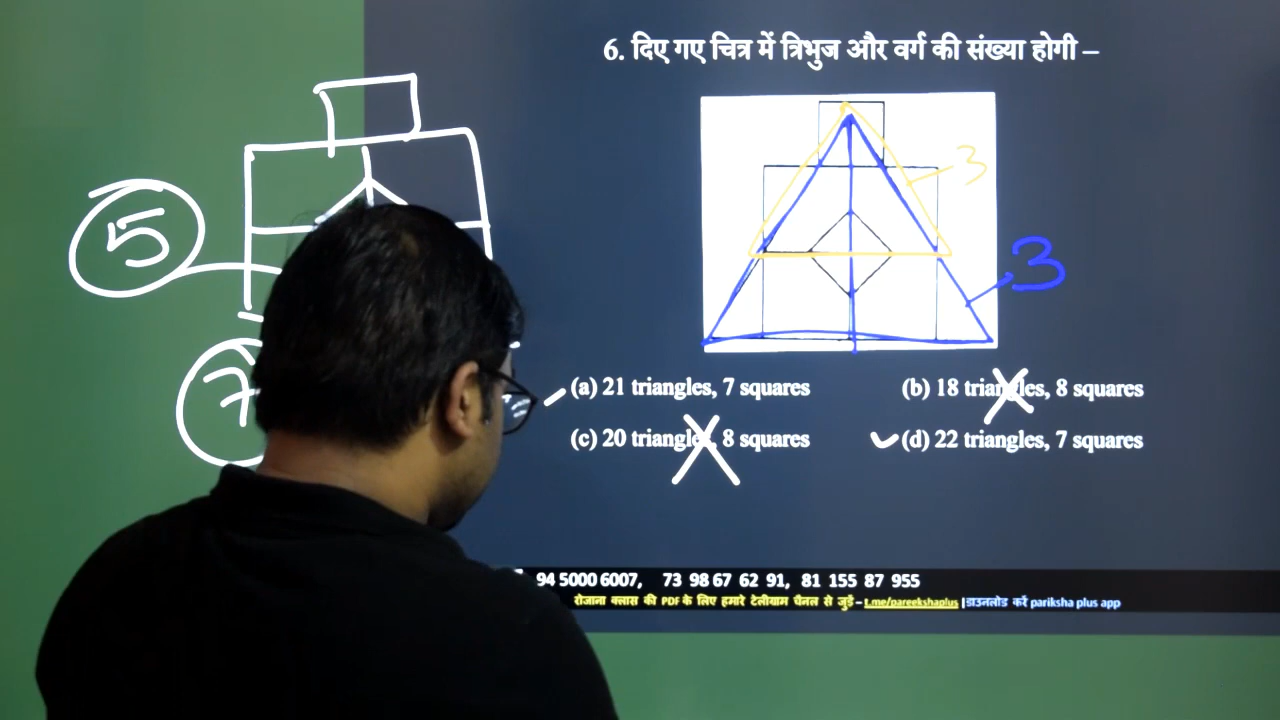 6. दिए गए चित्र में त्रिभुज और वर्ग की संख्या होगी –
5
3
3
7
(a) 21 triangles, 7 squares
(b) 18 triangles, 8 squares
(c) 20 triangles, 8 squares
(d) 22 triangles, 7 squares
94 5000 6007, 73 98 67 62 91, 81 155 87 955
रोजाना क्लास की PDF के लिए हमारे टेलीग्राम चैनल से जुड़ें – t.me/pareekshaplus |डाउनलोड करें pariksha plus app